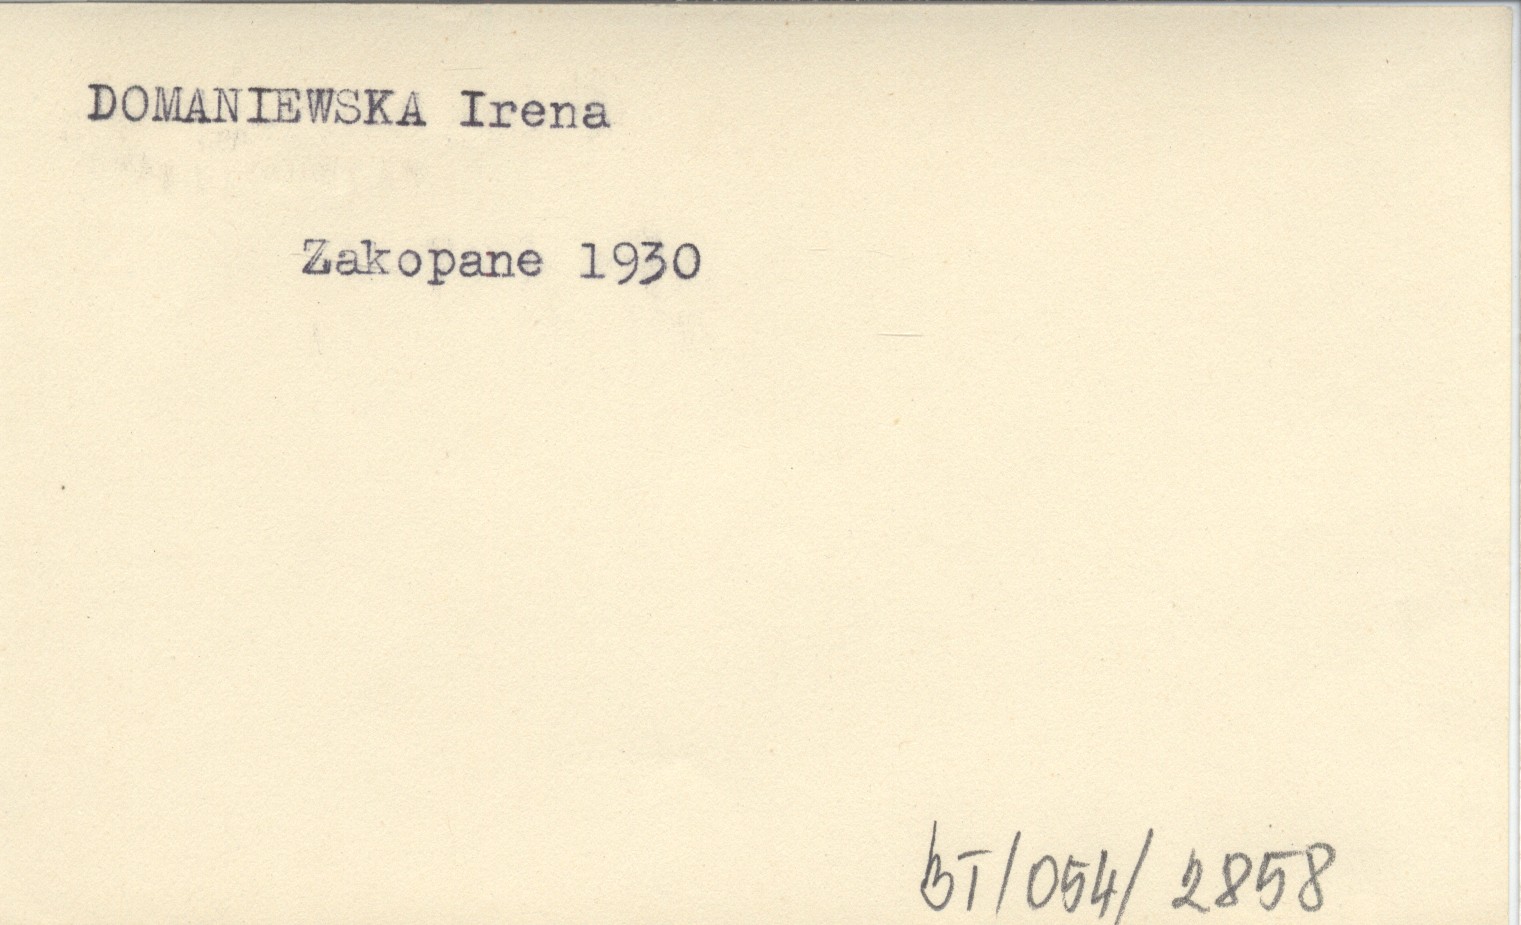 DOMANIEWSKA Irena
Zakopane 1930
BT/054/2858